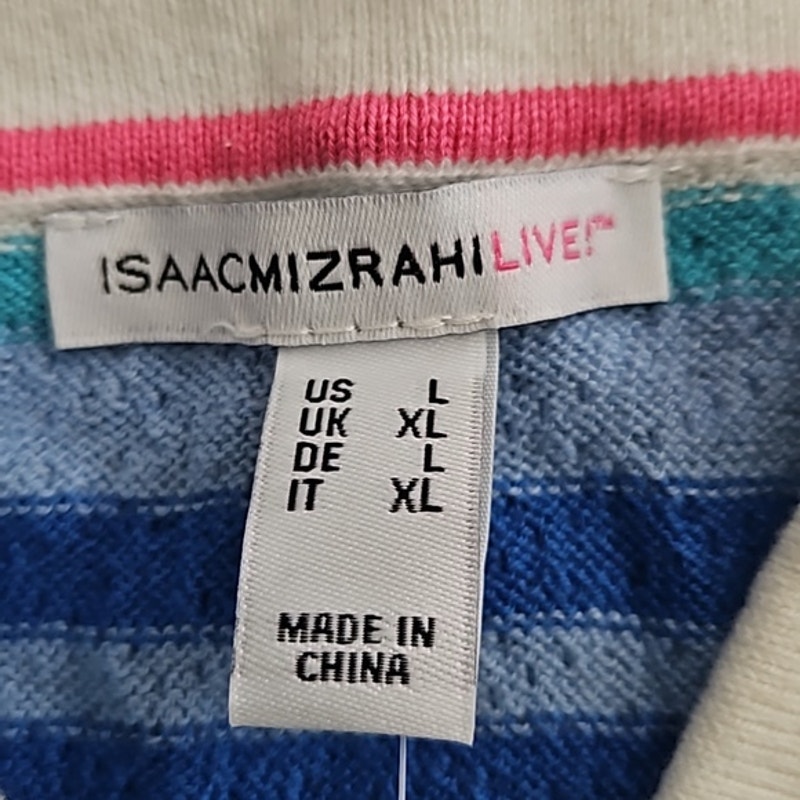 ISAACMIZRAHILIVE!™
US L
UK XL
DE L
IT XL
MADE IN
CHINA